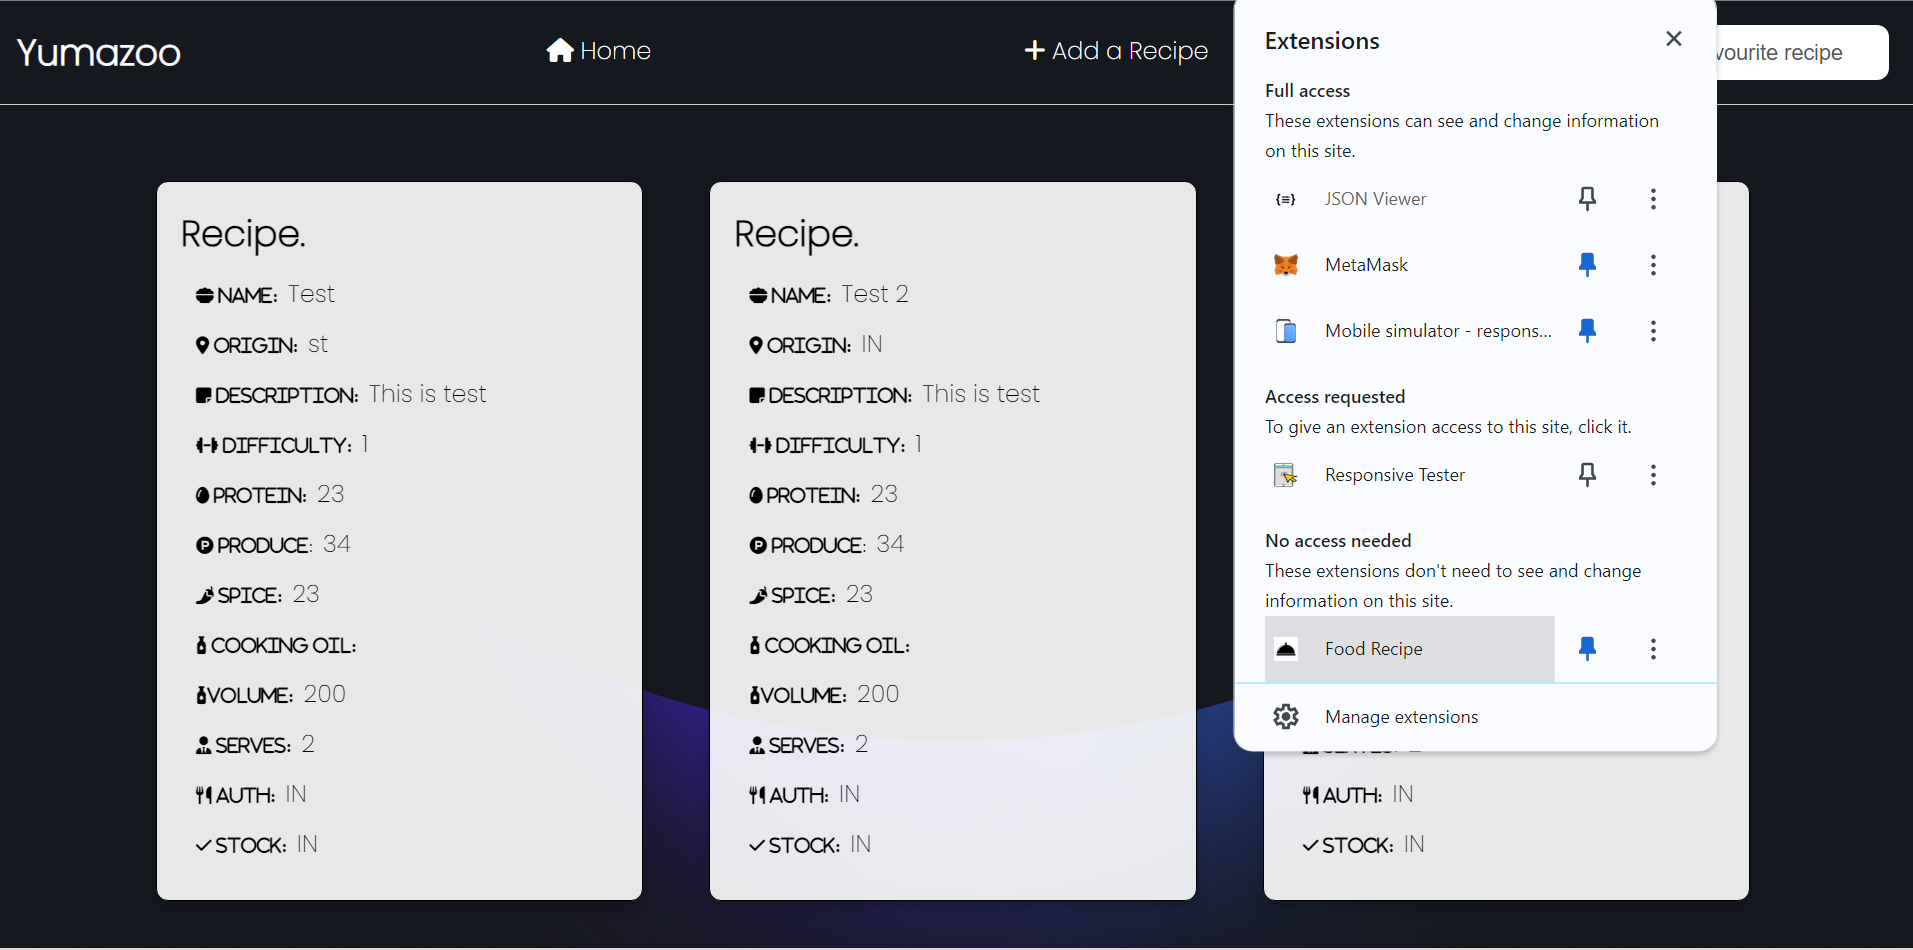 Yumazoo
Home
Add a Recipe
vourite recipe
Recipe.
NAME: Test
ORIGIN: st
DESCRIPTION: This is test
DIFFICULTY: 1
PROTEIN: 23
PRODUCE: 34
SPICE: 23
COOKING OIL:
VOLUME: 200
SERVES: 2
AUTH: IN
STOCK: IN
Recipe.
NAME: Test 2
ORIGIN: IN
DESCRIPTION: This is test
DIFFICULTY: 1
PROTEIN: 23
PRODUCE: 34
SPICE: 23
COOKING OIL:
VOLUME: 200
SERVES: 2
AUTH: IN
STOCK: IN
Extensions
Full access
These extensions can see and change information
on this site.
JSON Viewer
MetaMask
Mobile simulator - respons...
Access requested
To give an extension access to this site, click it.
Responsive Tester
No access needed
These extensions don't need to see and change
information on this site.
Food Recipe
Manage extensions
AUTH: IN
STOCK: IN